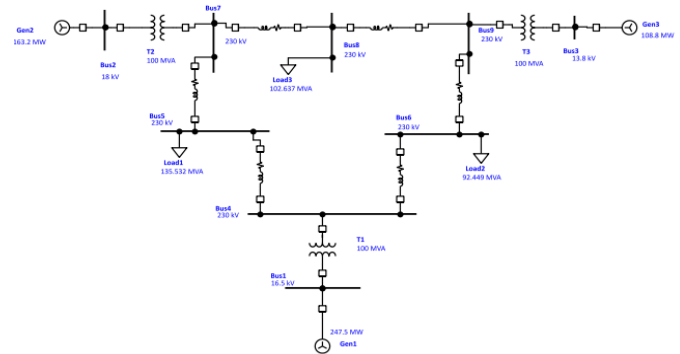 Gen2
163.2 MW
Bus2
18 kV
T2
100 MVA
Bus7
230 kV
Bus8
230 kV
Load3
102.637 MVA
Bus9
230 kV
T3
100 MVA
Bus3
13.8 kV
Gen3
108.8 MW
Bus5
230 kV
Load1
135.532 MVA
Bus6
230 kV
Load2
92.449 MVA
Bus4
230 kV
T1
100 MVA
Bus1
16.5 kV
247.5 MW
Gen1